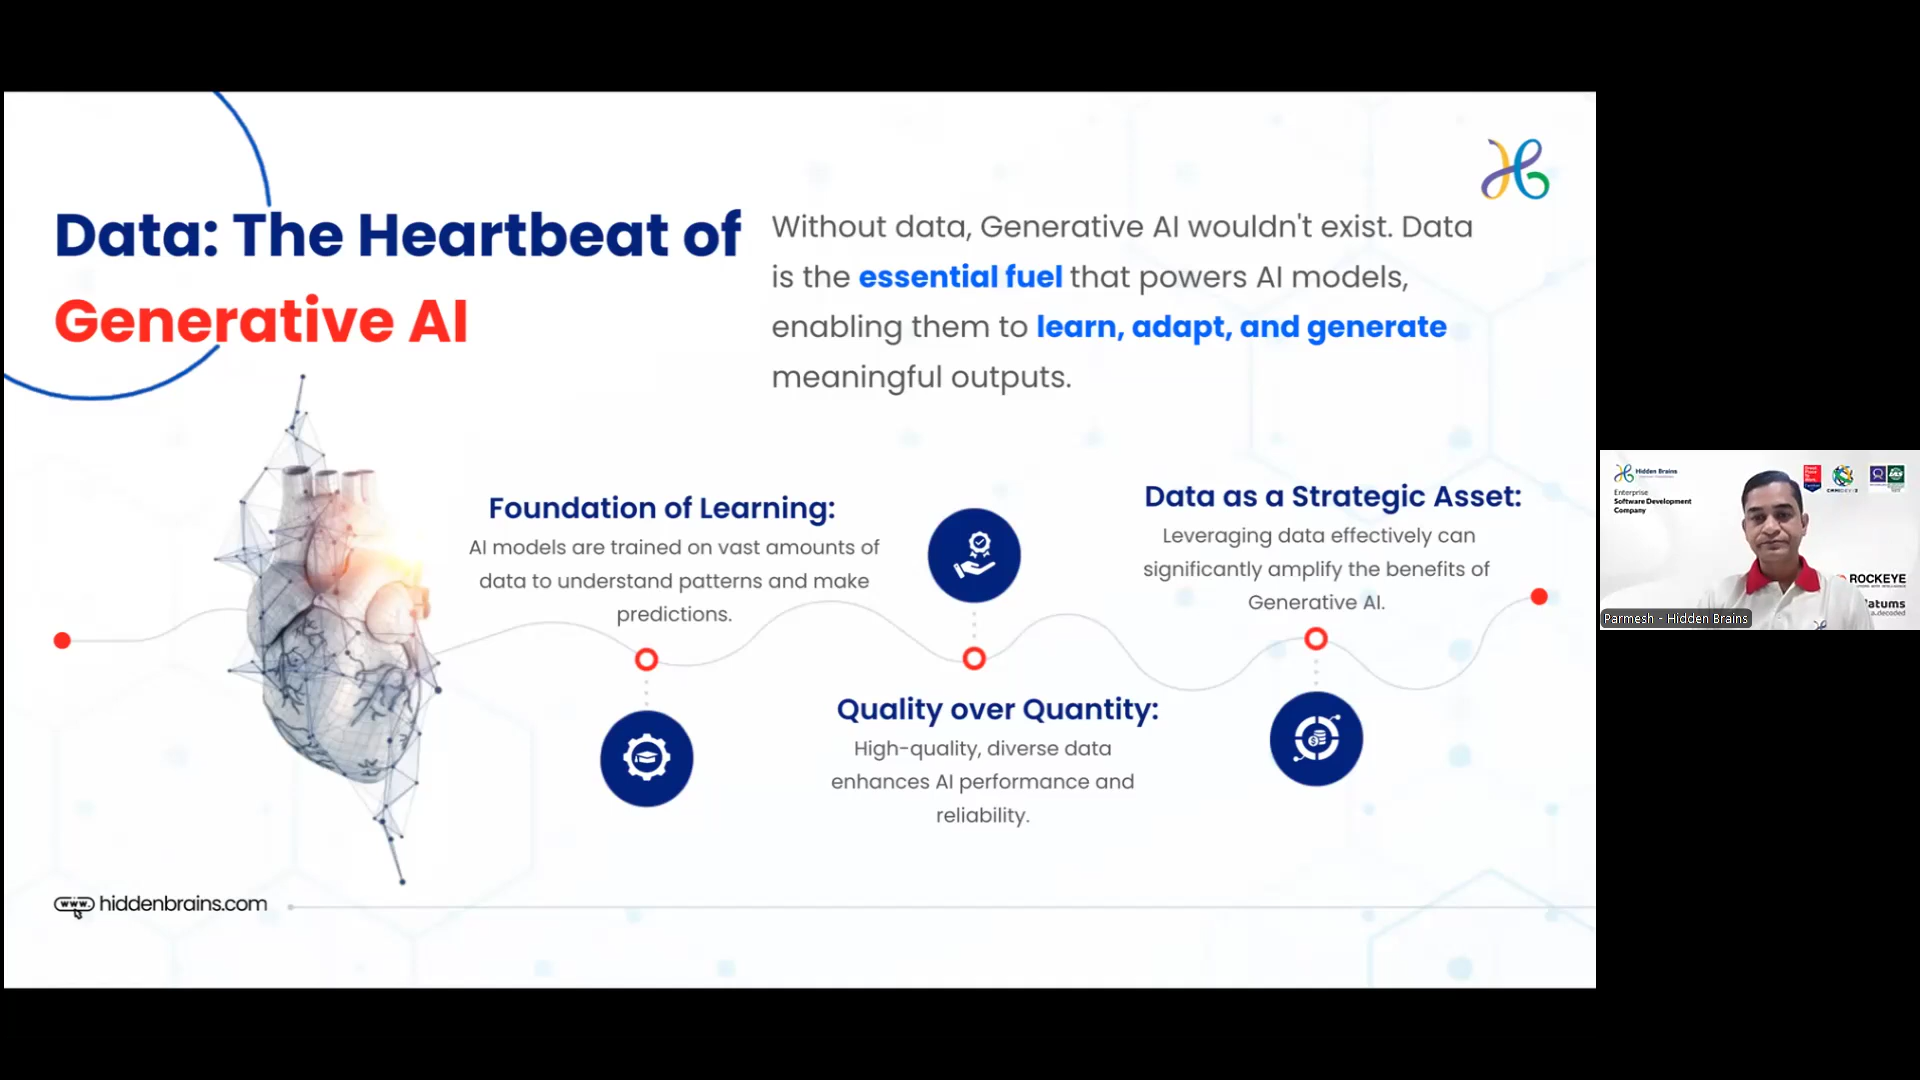 Data: The Heartbeat of
Generative AI
Without data, Generative AI wouldn't exist. Data
is the essential fuel that powers AI models,
enabling them to learn, adapt, and generate
meaningful outputs.
Foundation of Learning:
AI models are trained on vast amounts of
data to understand patterns and make
predictions.
Quality over Quantity:
High-quality, diverse data
enhances AI performance and
reliability.
Data as a Strategic Asset:
Leveraging data effectively can
significantly amplify the benefits of
Generative AI.
www.
hiddenbrains.com
Hidden Brains
Enterprise
Software Development
Company
ROCKEYE
Parmesh - Hidden Brains